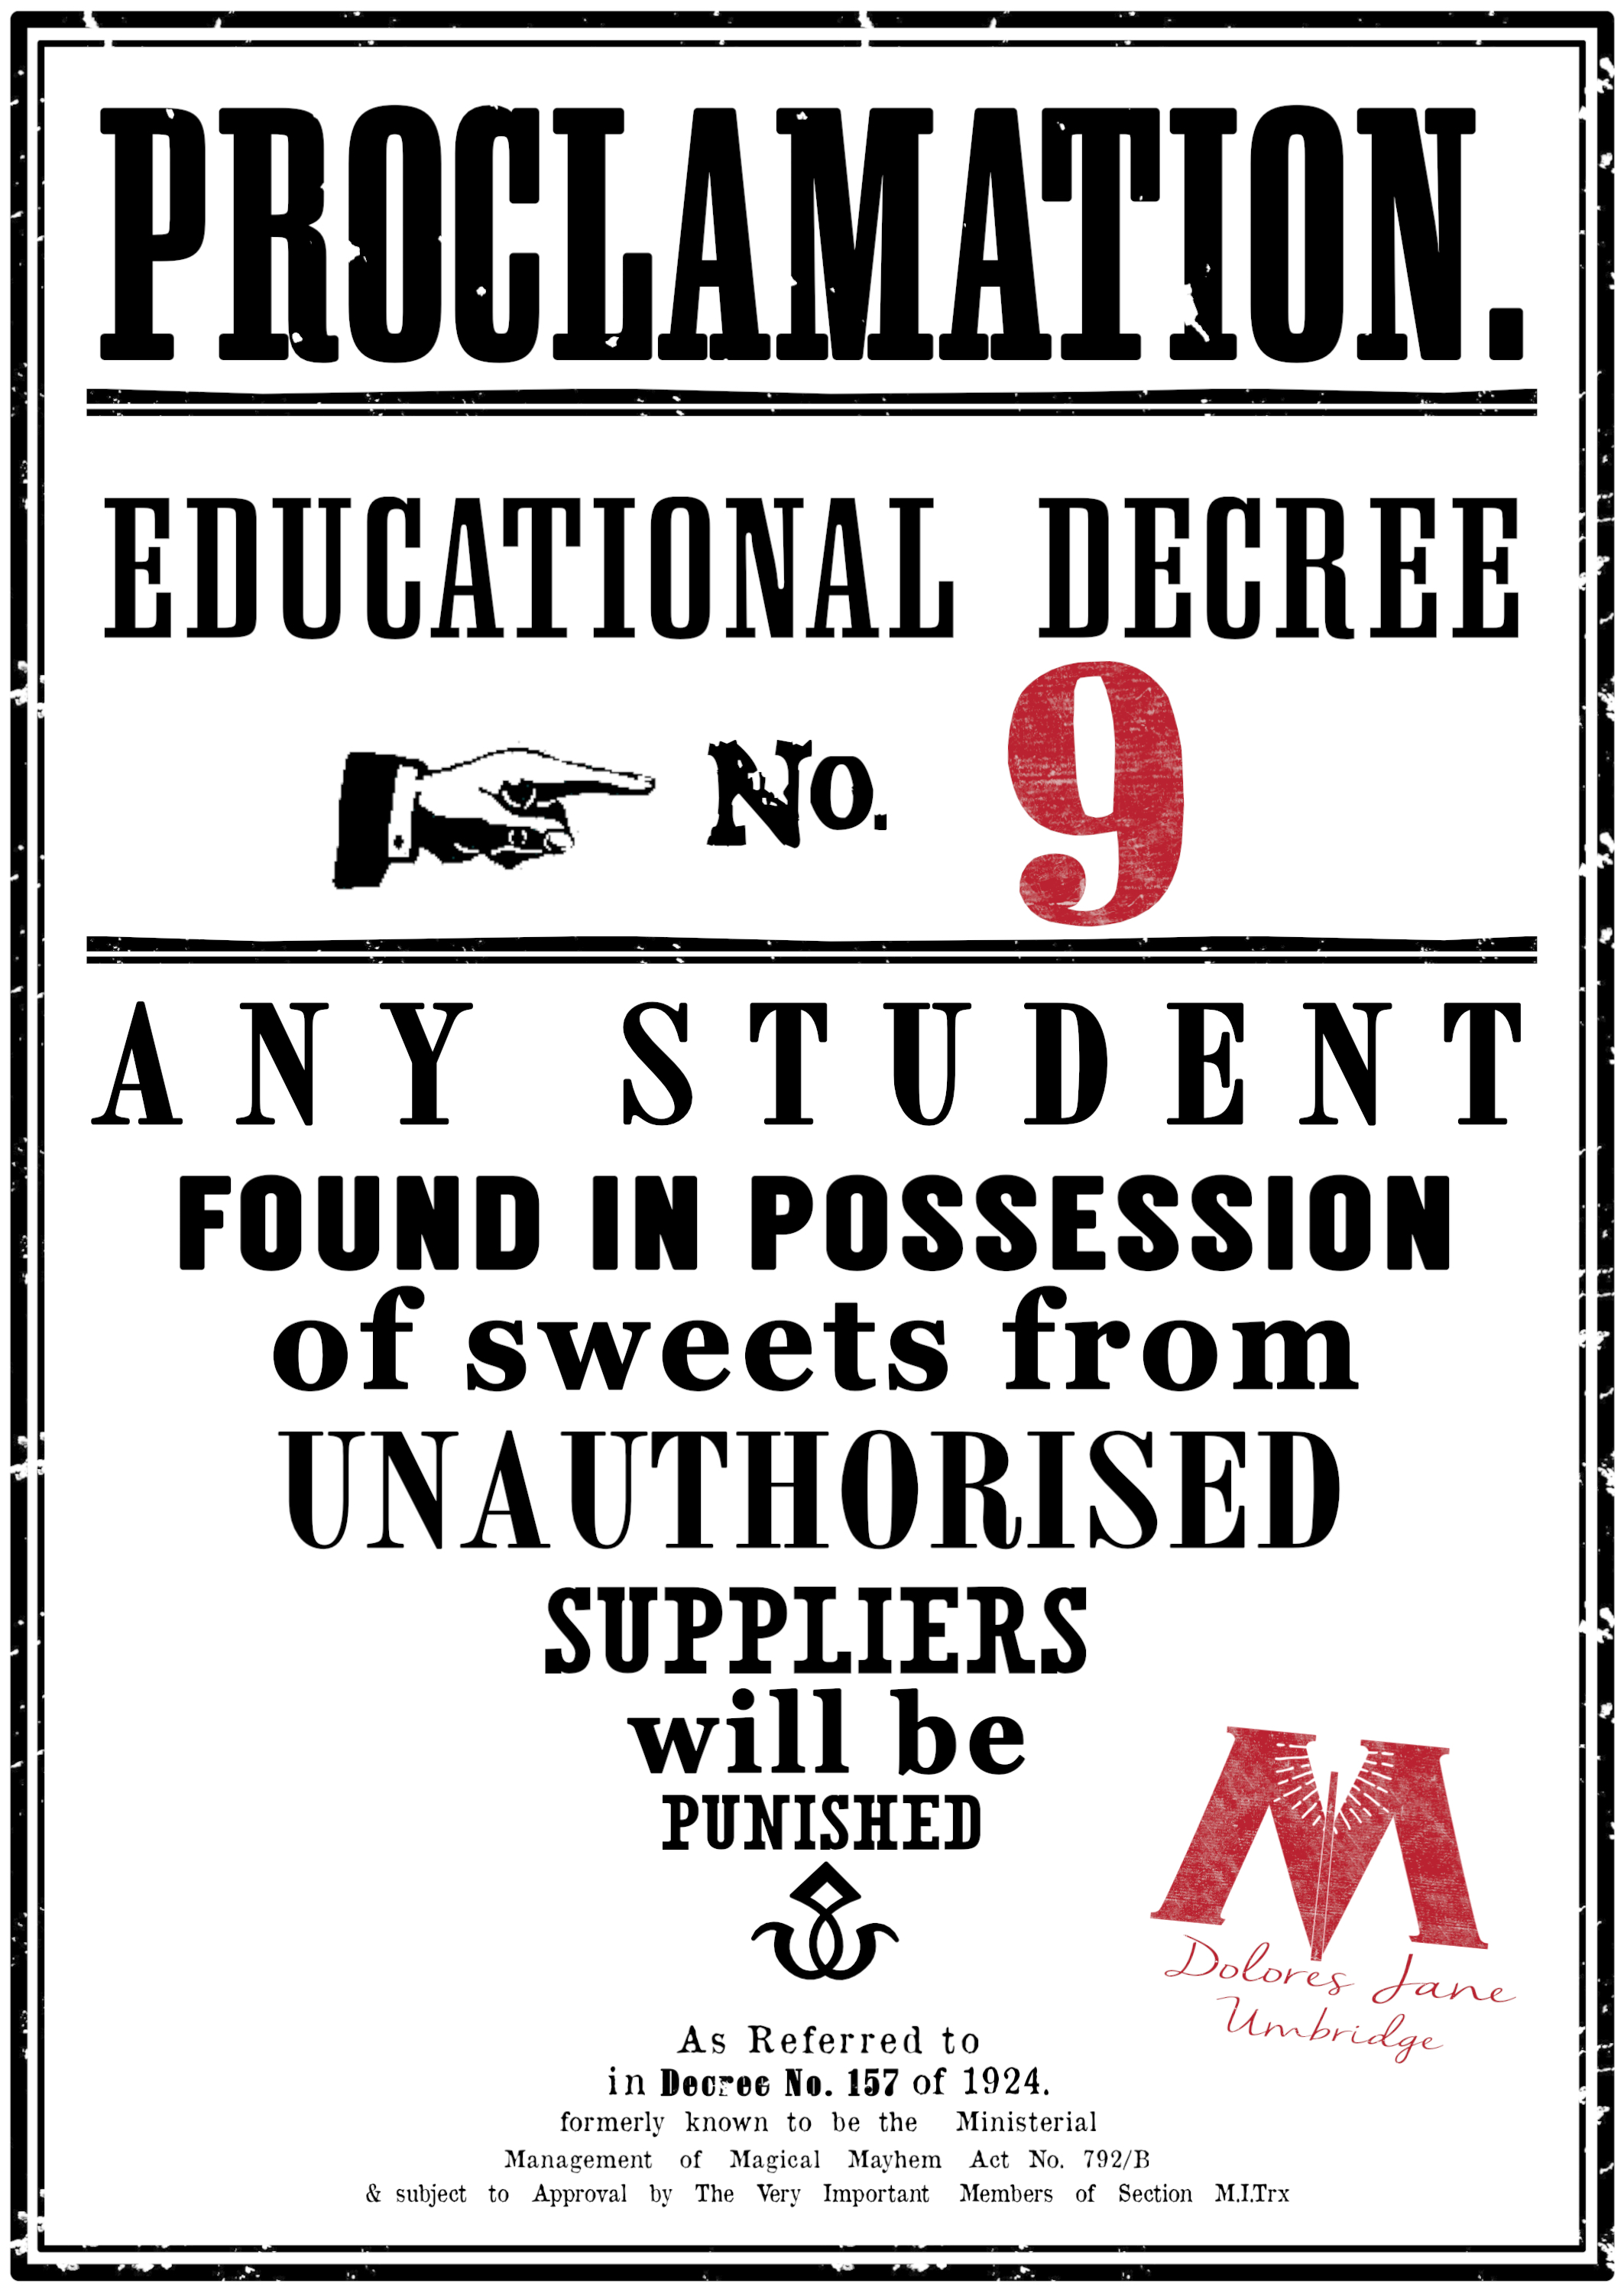 PROCLAMATION.
EDUCATIONAL DECREE
No. 9
ANY STUDENT
FOUND IN POSSESSION
of sweets from
UNAUTHORISED
SUPPLIERS
will be
PUNISHED
M
Dolores Jane
Umbridge
As Referred to
in Decree No. 157 of 1924.
formerly known to be the Ministerial
Management of Magical Mayhem Act No. 792/B
& subject to Approval by The Very Important Members of Section M.I.Trx